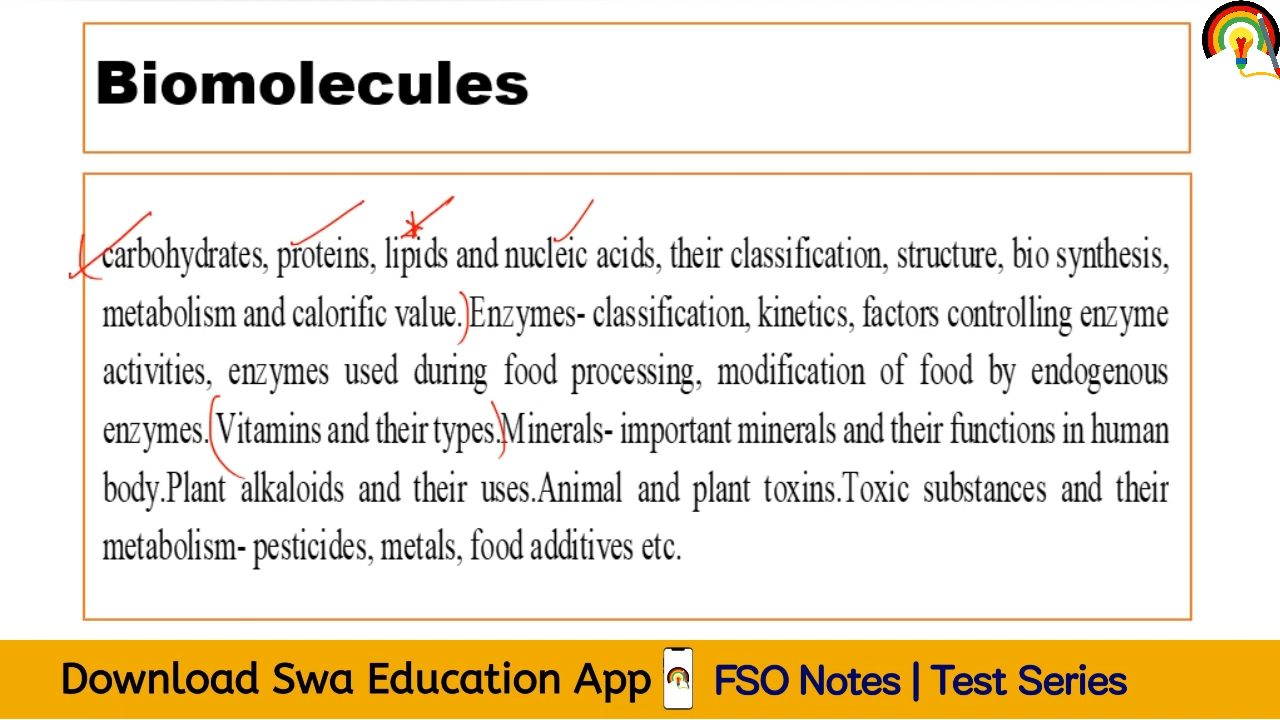 Biomolecules
carbohydrates, proteins, lipids and nucleic acids, their classification, structure, bio synthesis,
metabolism and calorific value. Enzymes- classification, kinetics, factors controlling enzyme
activities, enzymes used during food processing, modification of food by endogenous
enzymes. Vitamins and their types. Minerals- important minerals and their functions in human
body.Plant alkaloids and their uses.Animal and plant toxins.Toxic substances and their
metabolism- pesticides, metals, food additives etc.
Download Swa Education App FSO Notes | Test Series